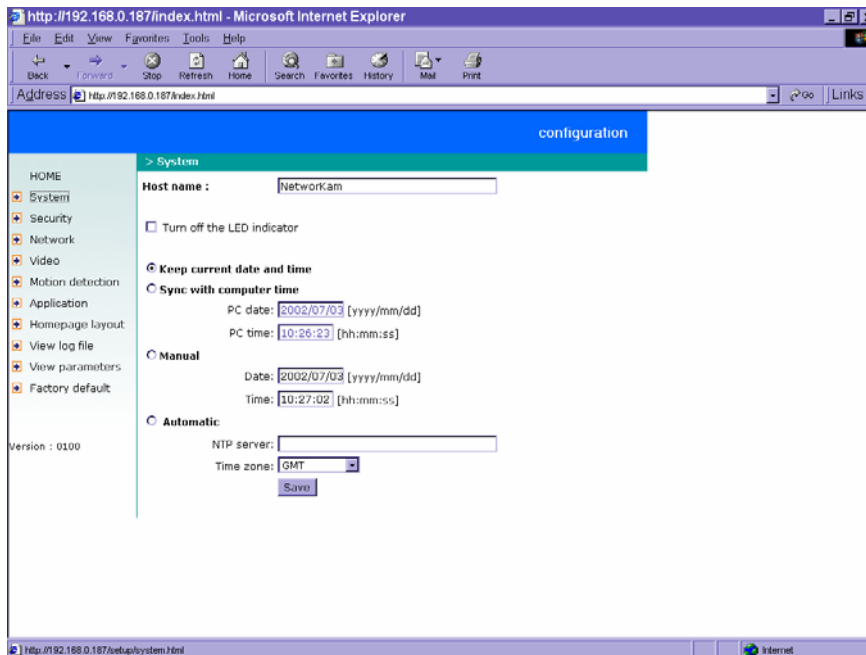 http://192.168.0.187/index.html - Microsoft Internet Explorer
File Edit View Favorites Tools Help
Back Forward Stop Refresh Home Search Favorites History Mail Print
Address http://192.168.0.187/index.html Go Links
configuration
> System
HOME
System
Security
Network
Video
Motion detection
Application
Homepage layout
View log file
View parameters
Factory default
Version : 0100
Host name : NetworKam
Turn off the LED indicator
Keep current date and time
Sync with computer time
PC date: 2002/07/03 [yyyy/mm/dd]
PC time: 10:26:23 [hh:mm:ss]
Manual
Date: 2002/07/03 [yyyy/mm/dd]
Time: 10:27:02 [hh:mm:ss]
Automatic
NTP server:
Time zone: GMT
Save
http://192.168.0.187/setup/system.html Internet